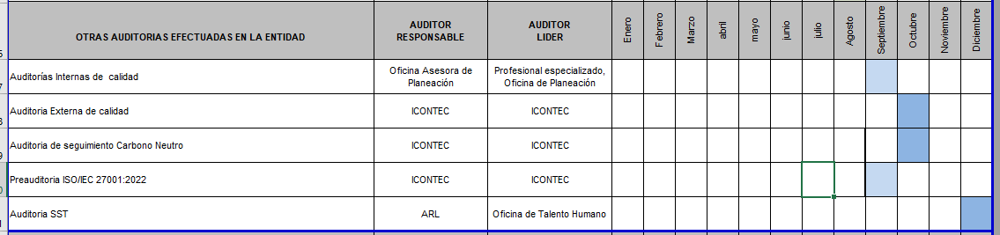 OTRAS AUDITORIAS EFECTUADAS EN LA ENTIDAD
AUDITOR
RESPONSABLE
AUDITOR
LIDER
Enero
Febrero
Marzo
abril
mayo
junio
julio
Agosto
Septiembre
Octubre
Noviembre
Diciembre
Auditorías Internas de calidad
Oficina Asesora de
Planeación
Profesional especializado,
Oficina de Planeación
Auditoria Externa de calidad
ICONTEC
ICONTEC
Auditoria de seguimiento Carbono Neutro
ICONTEC
ICONTEC
Preauditoria ISO/IEC 27001:2022
ICONTEC
ICONTEC
Auditoria SST
ARL
Oficina de Talento Humano